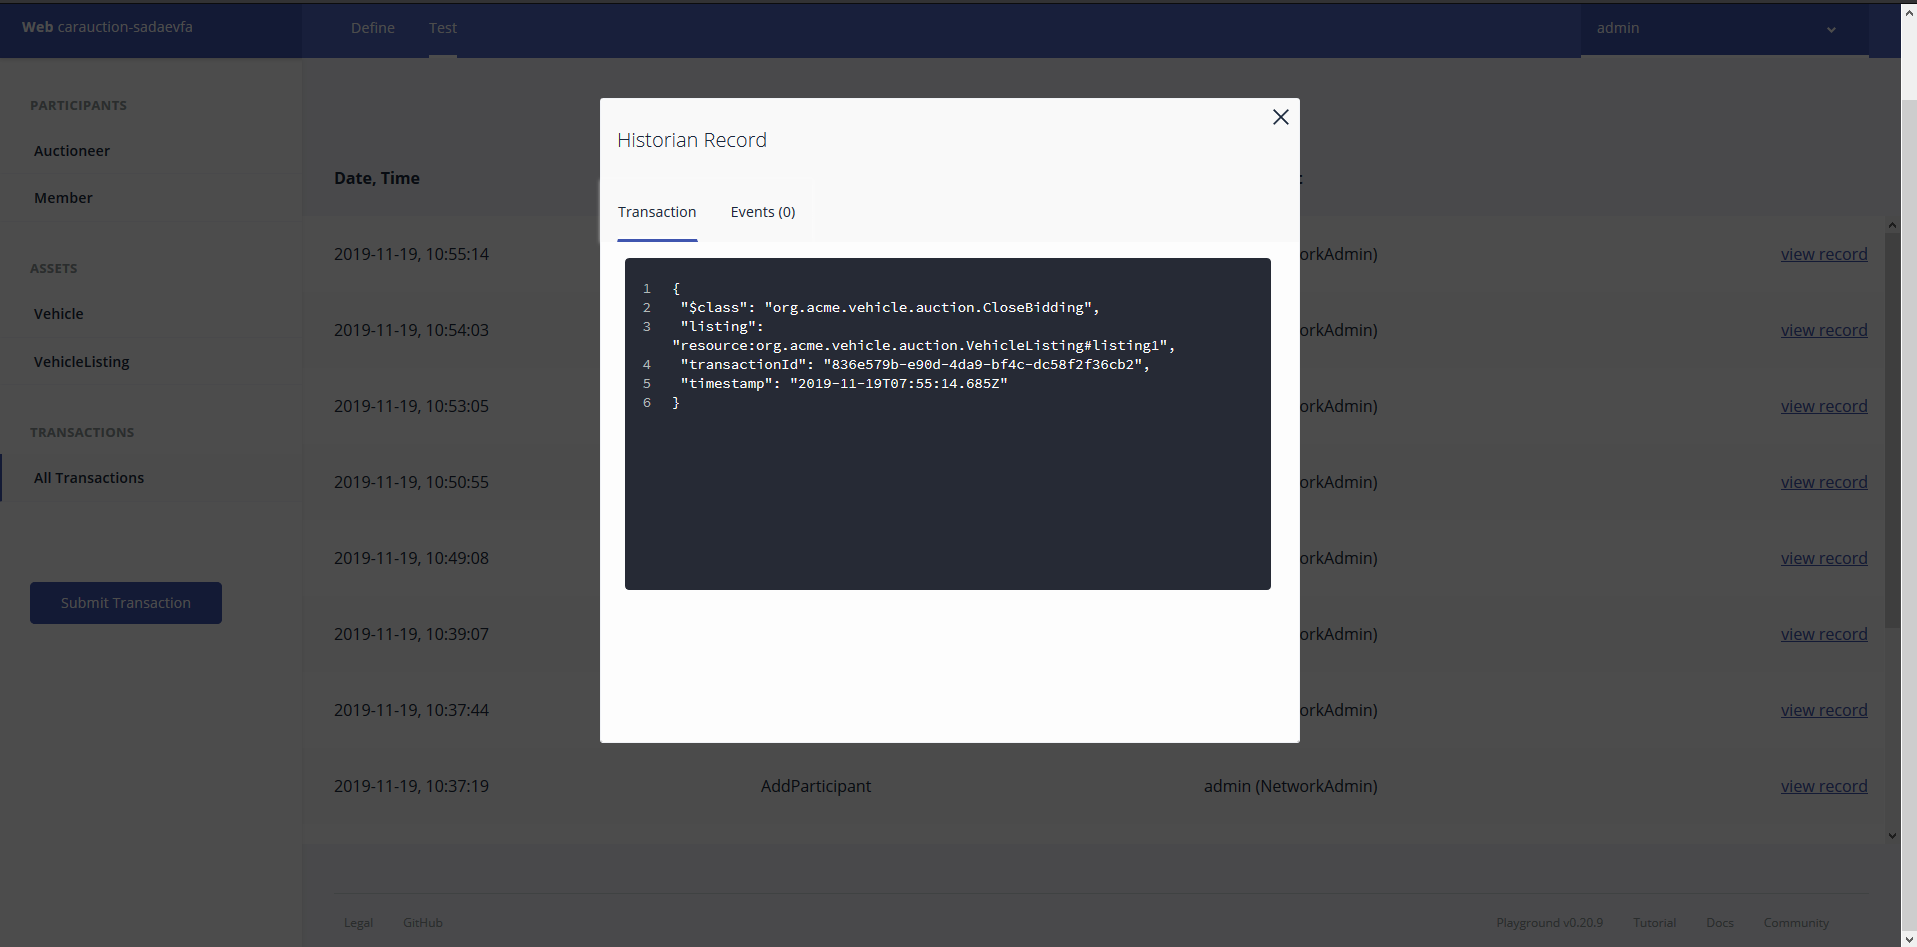 Web carauction-sadaevfa
Define
Test
admin
PARTICIPANTS
Auctioneer
Member
ASSETS
Vehicle
VehicleListing
TRANSACTIONS
All Transactions
Submit Transaction
Date, Time
2019-11-19, 10:55:14
orkAdmin)
view record
2019-11-19, 10:54:03
orkAdmin)
view record
2019-11-19, 10:53:05
orkAdmin)
view record
2019-11-19, 10:50:55
orkAdmin)
view record
2019-11-19, 10:49:08
orkAdmin)
view record
2019-11-19, 10:39:07
orkAdmin)
view record
2019-11-19, 10:37:44
orkAdmin)
view record
2019-11-19, 10:37:19
AddParticipant
admin (NetworkAdmin)
view record
Historian Record
Transaction
Events (0)
1 {
2 "$class": "org.acme.vehicle.auction.CloseBidding",
3 "listing":
"resource:org.acme.vehicle.auction.VehicleListing#listing1",
4 "transactionId": "836e579b-e90d-4da9-bf4c-dc58f2f36cb2",
5 "timestamp": "2019-11-19T07:55:14.685Z"
6 }
Legal
GitHub
Playground v0.20.9
Tutorial
Docs
Community